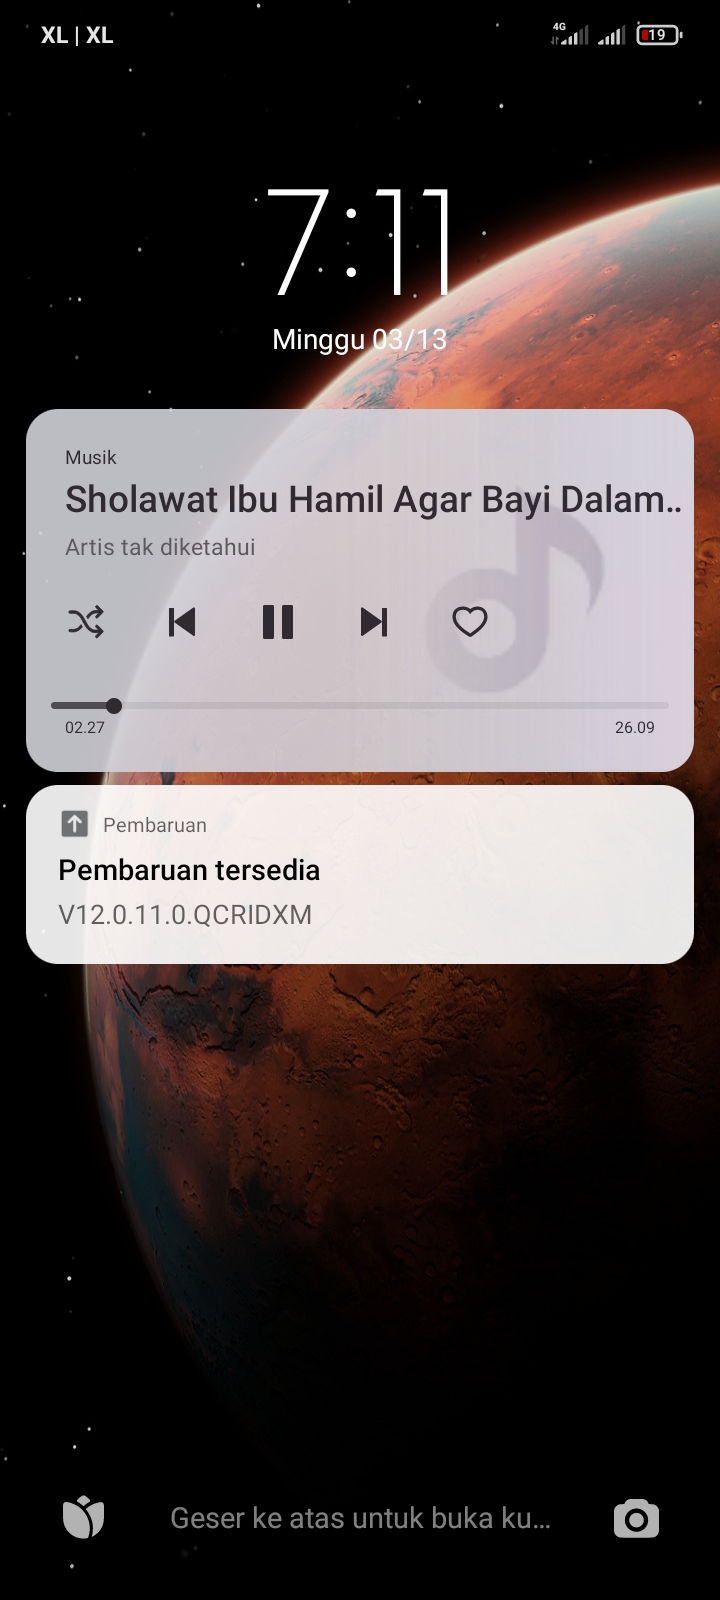 XL | XL
4G
19
7:11
Minggu 03/13
Musik
Sholawat Ibu Hamil Agar Bayi Dalam..
Artis tak diketahui
02.27
26.09
Pembaruan
Pembaruan tersedia
V12.0.11.0.QCRIDXM
Geser ke atas untuk buka ku...